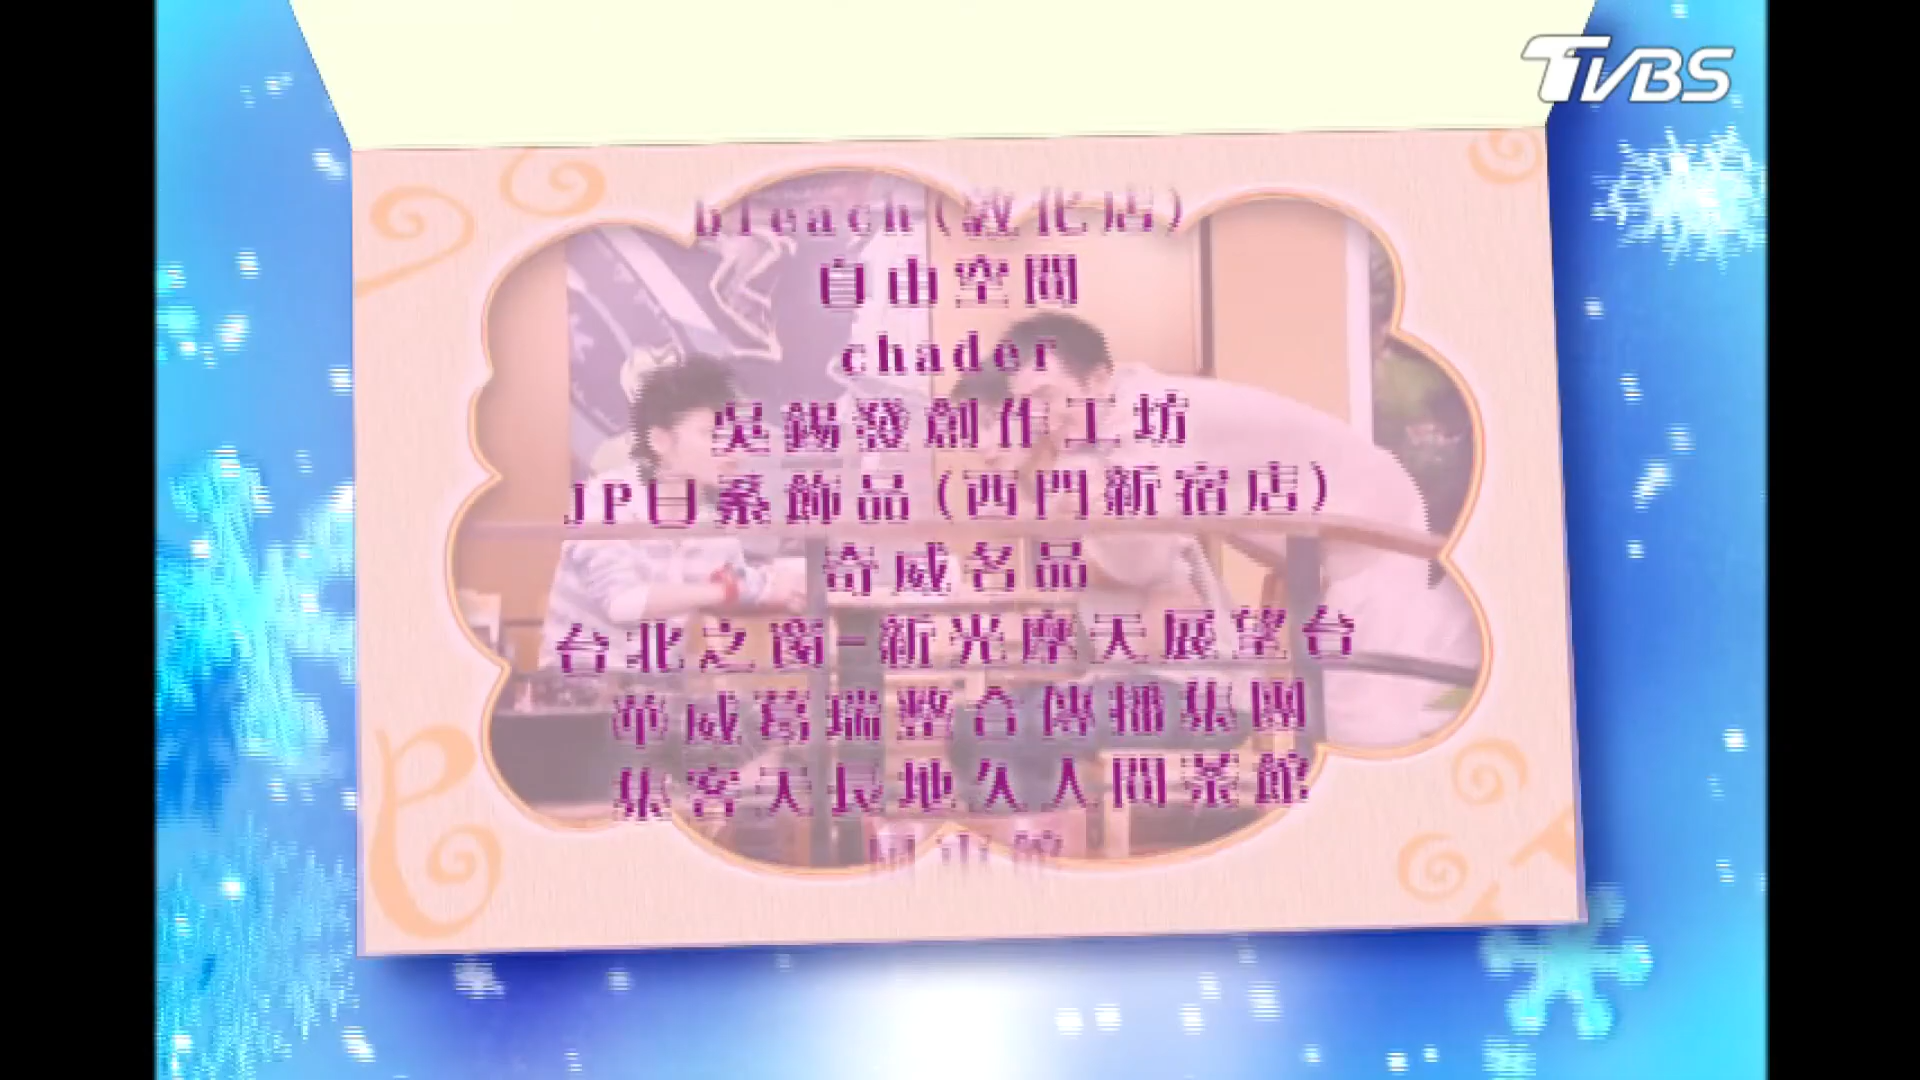 TVBS
bleach(敦化店)
自由空間
chader
吳錫發創作工坊
JP日系飾品(西門新宿店)
奇威名品
台北之窗-新光摩天展望台
華威葛瑞整合傳播集團
集客天長地久人間茶館